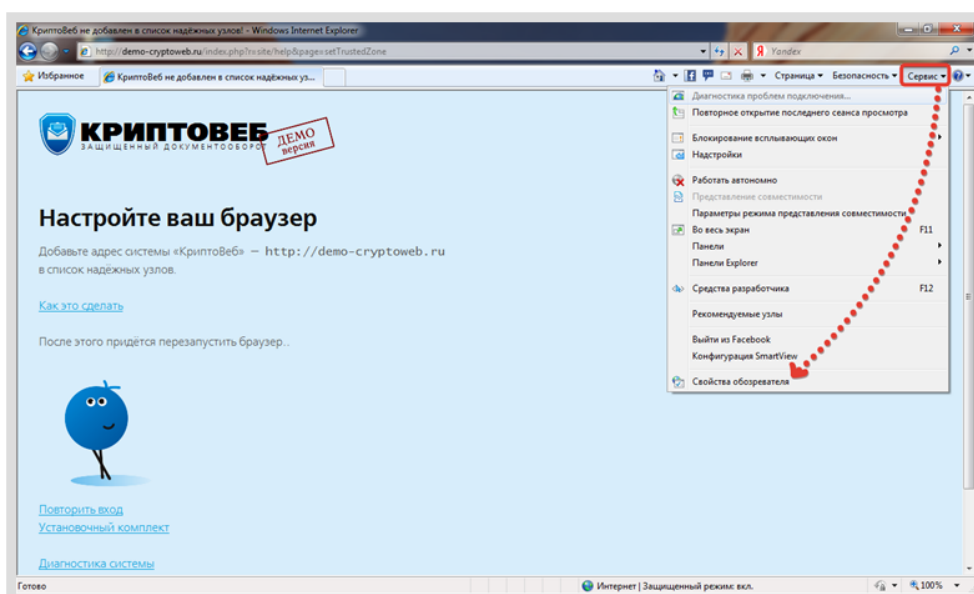 КриптоВеб не добавлен в список надёжных узлов! - Windows Internet Explorer
http://demo-cryptoweb.ru/index.php?r=site/help&page=setTrustedZone
Yandex
Избранное
КриптоВеб не добавлен в список надёжных уз...
Страница
Безопасность
Сервис
Диагностика проблем подключения...
Повторное открытие последнего сеанса просмотра
Блокирование всплывающих окон
Надстройки
Работать автономно
Представление совместимости
Параметры режима представления совместимости
Во весь экран F11
Панели
Панели Explorer
Средства разработчика F12
Рекомендуемые узлы
Выйти из Facebook
Конфигурация SmartView
Свойства обозревателя
КРИПТОВЕБ
ЗАЩИЩЕННЫЙ ДОКУМЕНТООБОРОТ
ДЕМО
версия
Настройте ваш браузер
Добавьте адрес системы «КриптоВеб» — http://demo-cryptoweb.ru
в список надёжных узлов.
Как это сделать
После этого придётся перезапустить браузер..
Повторить вход
Установочный комплект
Диагностика системы
Готово
Интернет | Защищенный режим: вкл.
100%